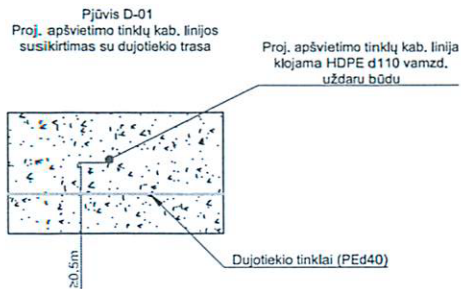 Pjūvis D-01
Proj. apšvietimo tinklų kab. linijos
susikirtimas su dujotiekio trasa
Proj. apšvietimo tinklų kab. linija
klojama HDPE d110 vamzd.
uždaru būdu
Dujotiekio tinklai (PEd40)
≥0,5m